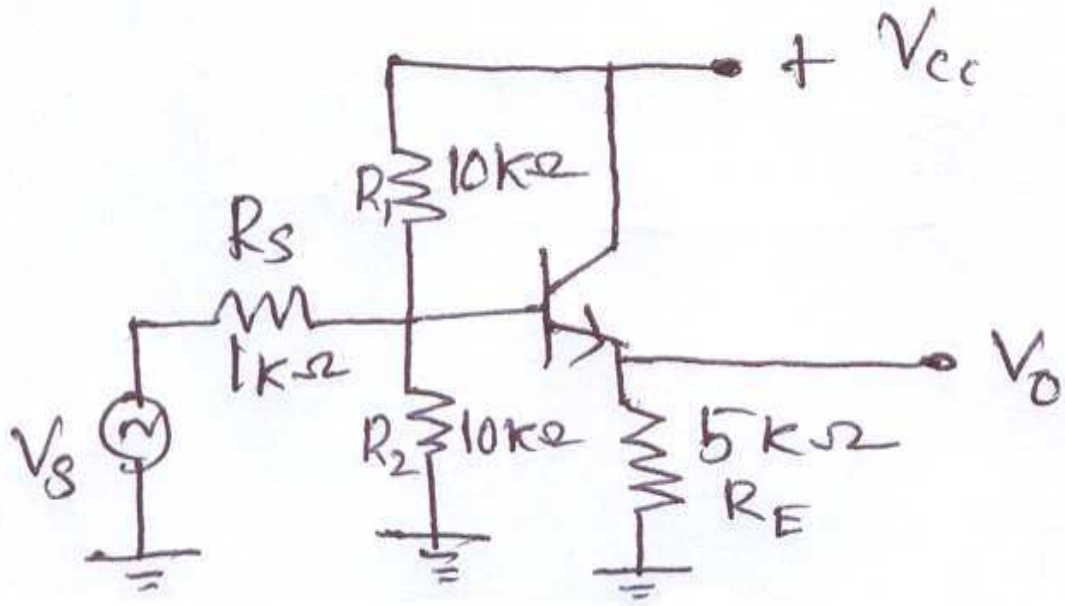 + Vcc
R1 10KΩ
RS
1KΩ
VS
R2 10KΩ
VO
5KΩ
RE